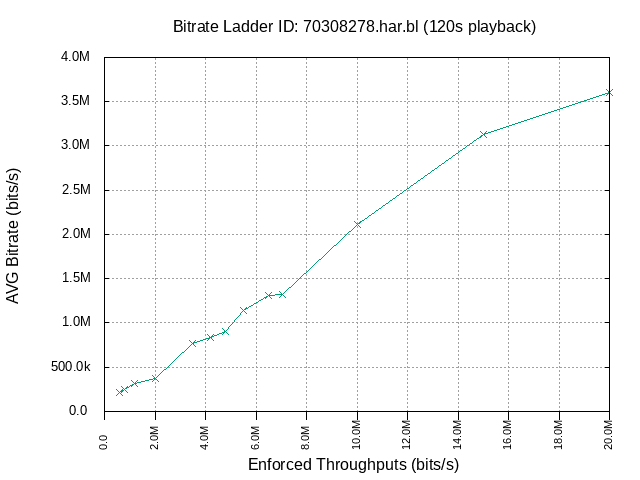 Bitrate Ladder ID: 70308278.har.bl (120s playback)
4.0M
3.5M
3.0M
2.5M
2.0M
1.5M
1.0M
500.0k
0.0
AVG Bitrate (bits/s)
0.0 2.0M 4.0M 6.0M 8.0M 10.0M 12.0M 14.0M 16.0M 18.0M 20.0M
Enforced Throughputs (bits/s)